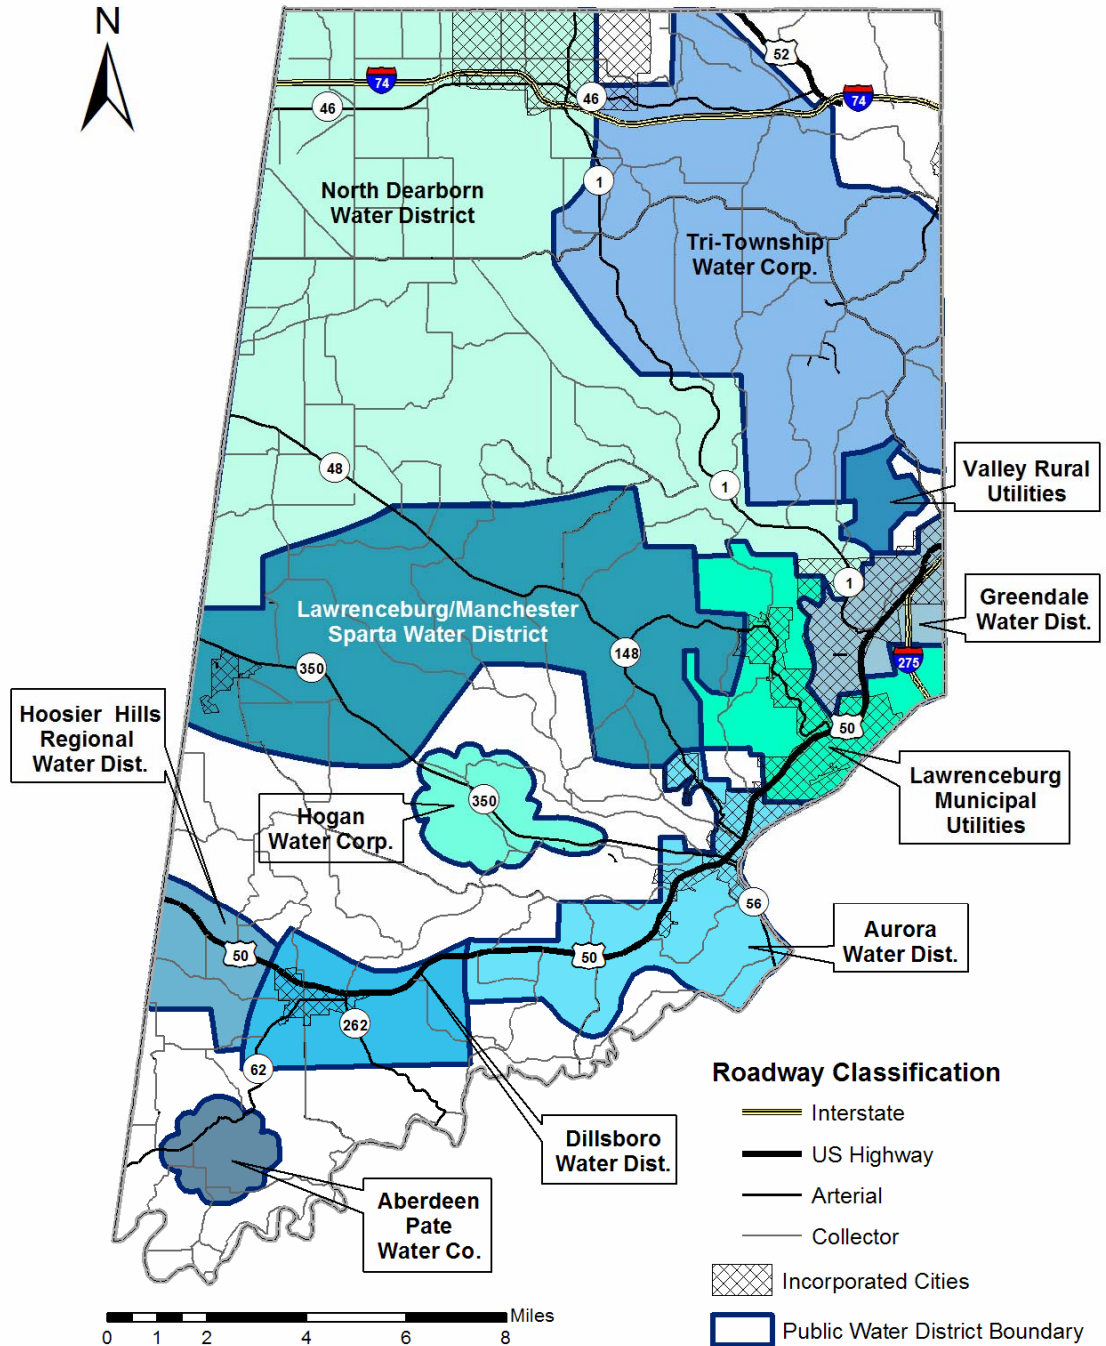 N
52
74
46
46
74
1
North Dearborn
Water District
Tri-Township
Water Corp.
48
1
Valley Rural
Utilities
1
Greendale
Water Dist.
Lawrenceburg/Manchester
Sparta Water District
350
148
275
Hoosier Hills
Regional
Water Dist.
50
Lawrenceburg
Municipal
Utilities
350
Hogan
Water Corp.
56
Aurora
Water Dist.
50
50
262
62
Roadway Classification
Interstate
US Highway
Arterial
Collector
Incorporated Cities
Public Water District Boundary
Dillsboro
Water Dist.
Aberdeen
Pate
Water Co.
Miles
0 1 2 4 6 8